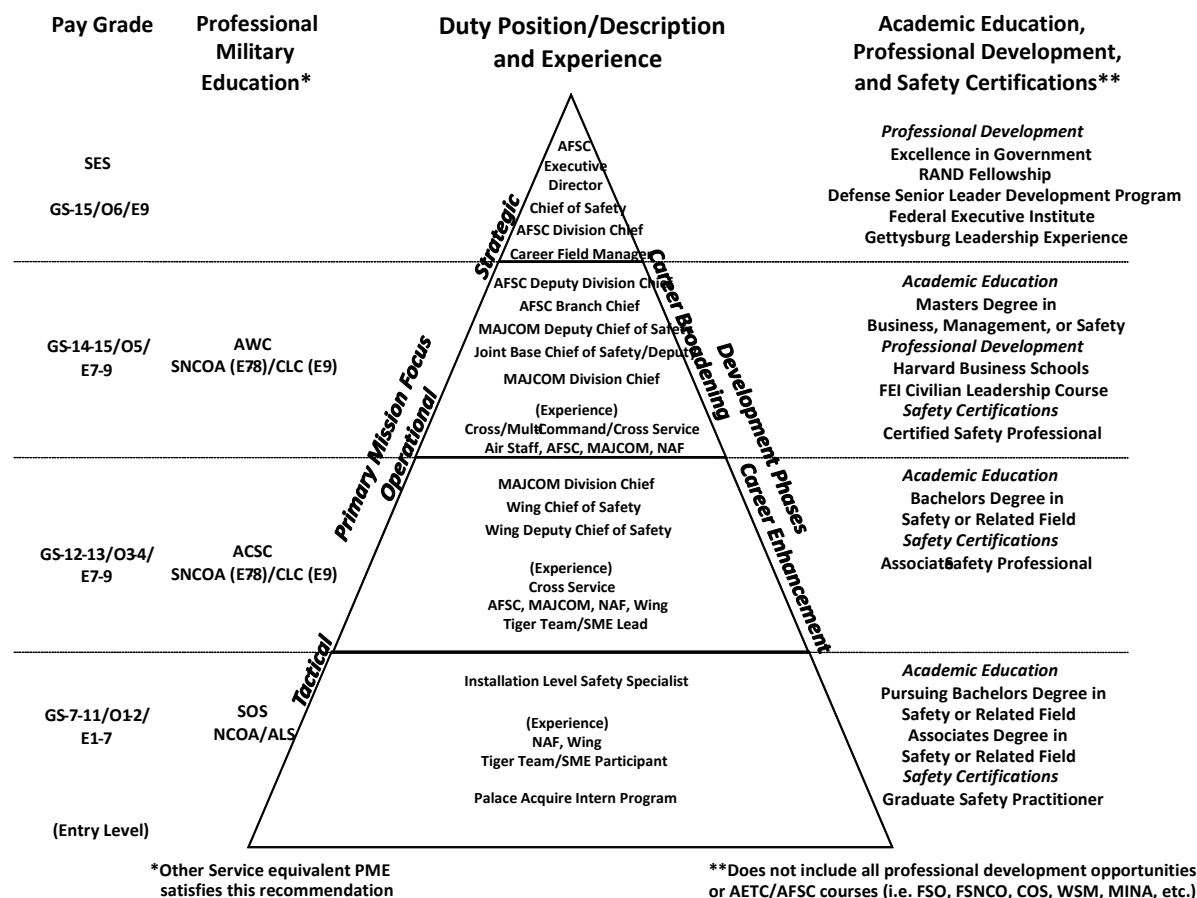 Pay Grade
Professional
Military
Education*
Duty Position/Description
and Experience
Academic Education,
Professional Development,
and Safety Certifications**
SES
GS-15/O6/E9
AFSC
Executive
Director
Chief of Safety
AFSC Division Chief
Career Field Manager
Professional Development
Excellence in Government
RAND Fellowship
Defense Senior Leader Development Program
Federal Executive Institute
Gettysburg Leadership Experience
Strategic
Primary Mission Focus
Operational
Tactical
Career Broadening
Development Phases
Career Enhancement
GS-14-15/O5/
E7-9
AWC
SNCOA (E78)/CLC (E9)
AFSC Deputy Division Chief
AFSC Branch Chief
MAJCOM Deputy Chief of Safety
Joint Base Chief of Safety/Deputy
MAJCOM Division Chief
(Experience)
Cross/Multi-Command/Cross Service
Air Staff, AFSC, MAJCOM, NAF
Academic Education
Masters Degree in
Business, Management, or Safety
Professional Development
Harvard Business Schools
FEI Civilian Leadership Course
Safety Certifications
Certified Safety Professional
GS-12-13/O34/
E7-9
ACSC
SNCOA (E78)/CLC (E9)
MAJCOM Division Chief
Wing Chief of Safety
Wing Deputy Chief of Safety
(Experience)
Cross Service
AFSC, MAJCOM, NAF, Wing
Tiger Team/SME Lead
Academic Education
Bachelors Degree in
Safety or Related Field
Safety Certifications
Associate Safety Professional
GS-7-11/O12/
E1-7
SOS
NCOA/ALS
Installation Level Safety Specialist
(Experience)
NAF, Wing
Tiger Team/SME Participant
Palace Acquire Intern Program
Academic Education
Pursuing Bachelors Degree in
Safety or Related Field
Associates Degree in
Safety or Related Field
Safety Certifications
Graduate Safety Practitioner
(Entry Level)
*Other Service equivalent PME
satisfies this recommendation
**Does not include all professional development opportunities
or AETC/AFSC courses (i.e. FSO, FSNCO, COS, WSM, MINA, etc.)